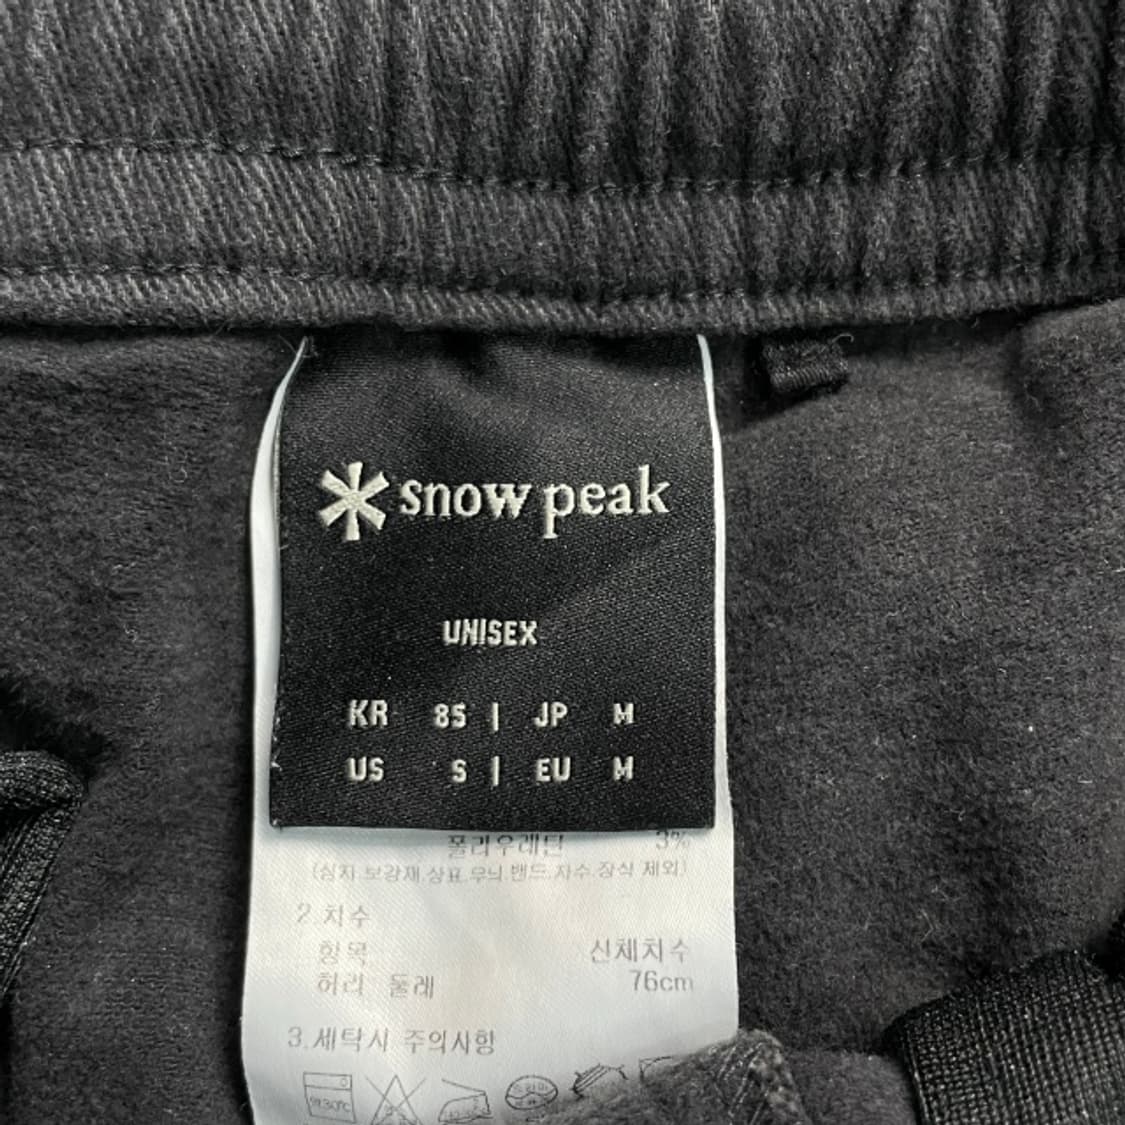 snow peak
UNISEX
KR 85 | JP M
US S | EU M
폴리우레탄 3%
(심지.보강재.상표.무늬.밴드.자수.장식 제외.)
2.치수
항목 신체치수
허리 둘레 76cm
3.세탁시 주의사항